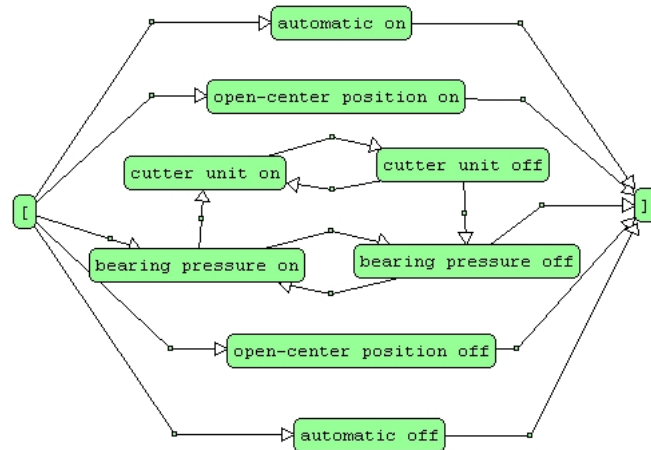 automatic on
open-center position on
cutter unit on
cutter unit off
[
]
bearing pressure on
bearing pressure off
open-center position off
automatic off